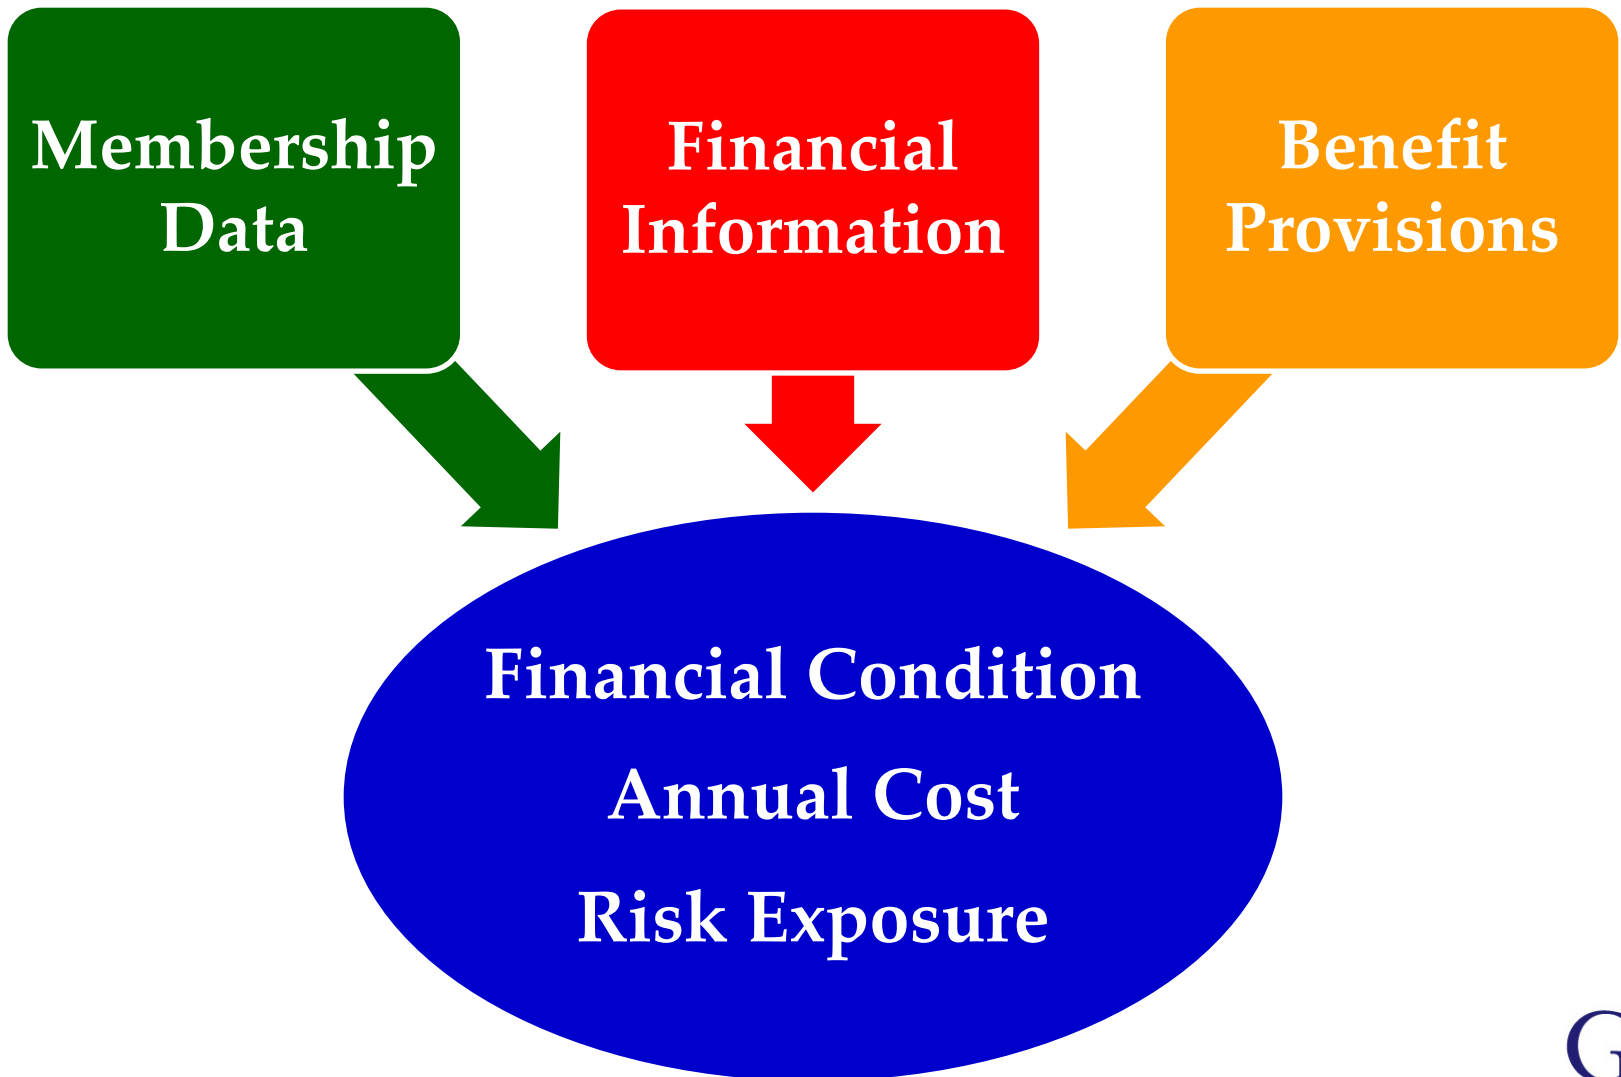 Membership
Data
Financial
Information
Benefit
Provisions
Financial Condition
Annual Cost
Risk Exposure
G